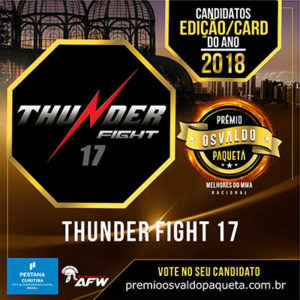 CANDIDATOS
EDIÇÃO/CARD
DO ANO
2018
THUNDER
FIGHT
17
PRÊMIO
OSVALDO
PAQUETÁ
MELHORES DO MMA
NACIONAL
THUNDER FIGHT 17
PESTANA
CURITIBA
AFW
VOTE NO SEU CANDIDATO
premioosvaldopaqueta.com.br